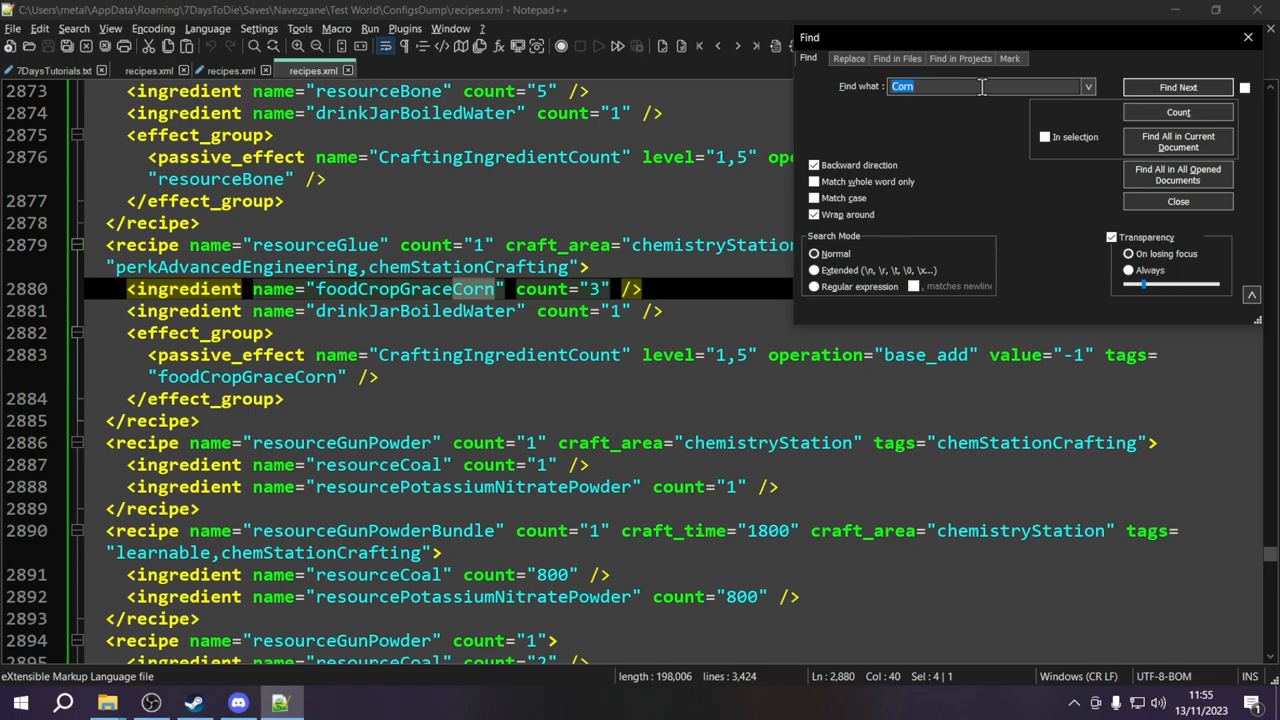 C:\Users\metal\AppData\Roaming\7DaysToDie\Saves\Navezgane\Test World\ConfigsDump\recipes.xml - Notepad++
File Edit Search View Encoding Language Settings Tools Macro Run Plugins Window ?
7DaysTutorials.txt recipes.xml recipes.xml recipes.xml
2873 <ingredient name="resourceBone" count="5" />
2874 <ingredient name="drinkJarBoiledWater" count="1" />
2875 <effect_group>
2876 <passive_effect name="CraftingIngredientCount" level="1,5" ope
"resourceBone" />
2877 </effect_group>
2878 </recipe>
2879 <recipe name="resourceGlue" count="1" craft_area="chemistryStation
"perkAdvancedEngineering,chemStationCrafting">
2880 <ingredient name="foodCropGraceCorn" count="3" />
2881 <ingredient name="drinkJarBoiledWater" count="1" />
2882 <effect_group>
2883 <passive_effect name="CraftingIngredientCount" level="1,5" operation="base_add" value="-1" tags=
"foodCropGraceCorn" />
2884 </effect_group>
2885 </recipe>
2886 <recipe name="resourceGunPowder" count="1" craft_area="chemistryStation" tags="chemStationCrafting">
2887 <ingredient name="resourceCoal" count="1" />
2888 <ingredient name="resourcePotassiumNitratePowder" count="1" />
2889 </recipe>
2890 <recipe name="resourceGunPowderBundle" count="1" craft_time="1800" craft_area="chemistryStation" tags=
"learnable,chemStationCrafting">
2891 <ingredient name="resourceCoal" count="800" />
2892 <ingredient name="resourcePotassiumNitratePowder" count="800" />
2893 </recipe>
2894 <recipe name="resourceGunPowder" count="1">
2895 <ingredient name="resourceCoal" count="2" />
Find
Find Replace Find in Files Find in Projects Mark
Find what : Corn Find Next
Count
In selection
Find All in Current
Document
Backward direction
Find All in All Opened
Documents
Match whole word only
Match case
Close
Wrap around
Search Mode
Transparency
Normal
On losing focus
Extended (\n, \r, \t, \0, \x...)
Always
Regular expression . matches newline
eXtensible Markup Language file length : 198,006 lines : 3,424 Ln : 2,880 Col : 40 Sel : 4 | 1 Windows (CR LF) UTF-8-BOM INS
11:55
13/11/2023
1